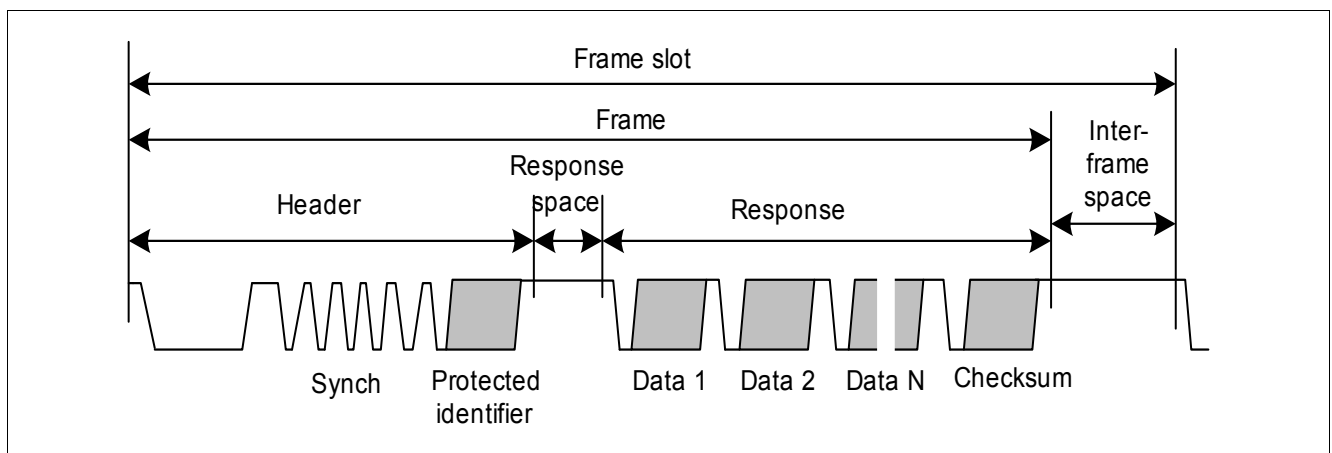 Frame slot
Frame
Inter-
frame
space
Response
space
Header
Response
Synch
Protected
identifier
Data 1
Data 2
Data N
Checksum